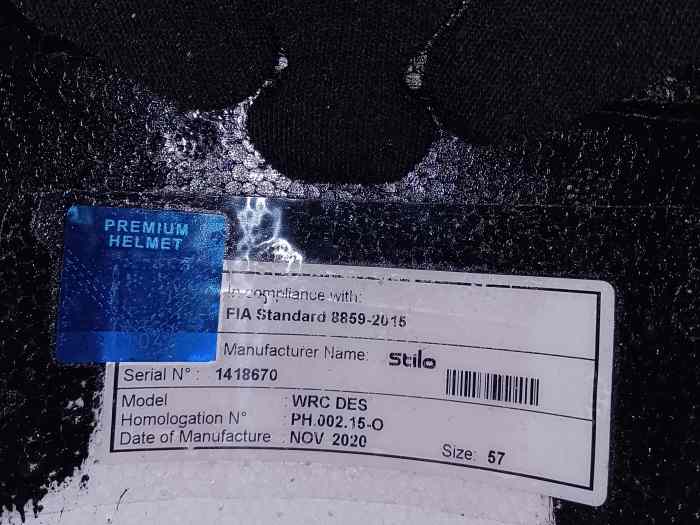 PREMIUM
HELMET
In compliance with:
FIA Standard 8859-2015
Manufacturer Name: Stilo
Serial N° : 1418670
Model : WRC DES
Homologation N° : PH.002.15-O
Date of Manufacture : NOV 2020
Size: 57